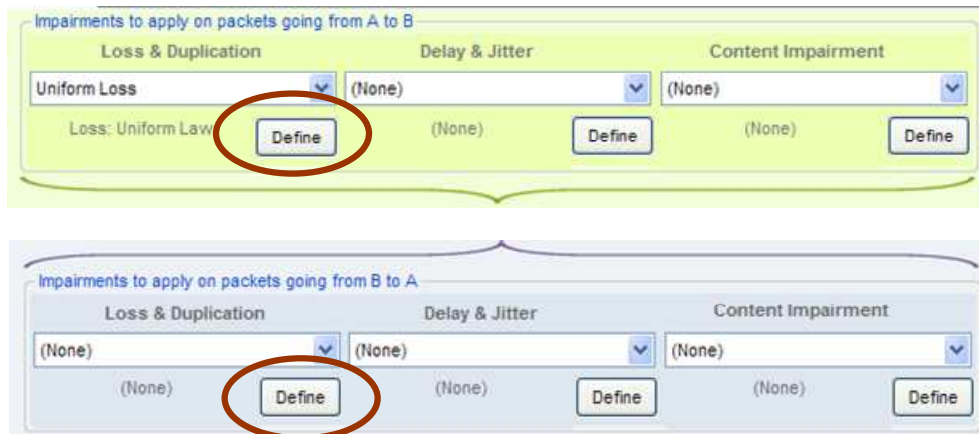 Impairments to apply on packets going from A to B
Loss & Duplication Delay & Jitter Content Impairment
Uniform Loss (None) (None)
Loss: Uniform Law Define (None) Define (None) Define
Impairments to apply on packets going from B to A
Loss & Duplication Delay & Jitter Content Impairment
(None) (None) (None)
(None) Define (None) Define (None) Define